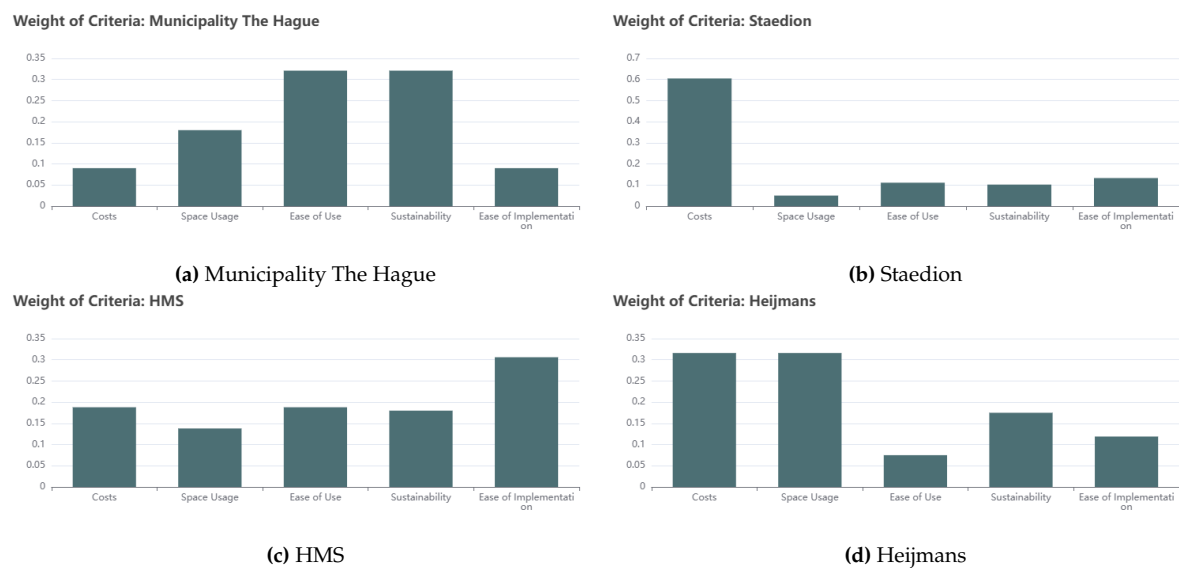 Weight of Criteria: Municipality The Hague
0.35
0.3
0.25
0.2
0.15
0.1
0.05
0
Costs
Space Usage
Ease of Use
Sustainability
Ease of Implementati
on
(a) Municipality The Hague
Weight of Criteria: Staedion
0.7
0.6
0.5
0.4
0.3
0.2
0.1
0
Costs
Space Usage
Ease of Use
Sustainability
Ease of Implementati
on
(b) Staedion
Weight of Criteria: HMS
0.35
0.3
0.25
0.2
0.15
0.1
0.05
0
Costs
Space Usage
Ease of Use
Sustainability
Ease of Implementati
on
(c) HMS
Weight of Criteria: Heijmans
0.35
0.3
0.25
0.2
0.15
0.1
0.05
0
Costs
Space Usage
Ease of Use
Sustainability
Ease of Implementati
on
(d) Heijmans